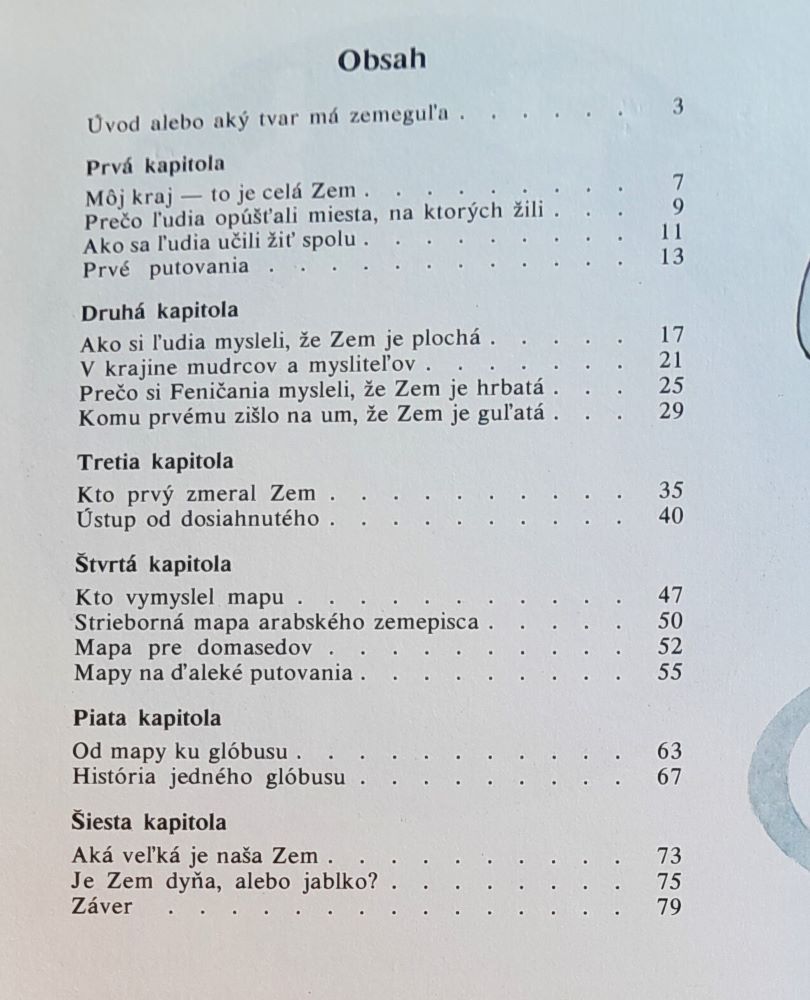 Obsah
Úvod alebo aký tvar má zemeguľa . . . . . . 3
Prvá kapitola
Môj kraj — to je celá Zem . . . . . . . . . 7
Prečo ľudia opúšťali miesta, na ktorých žili . . . 9
Ako sa ľudia učili žiť spolu . . . . . . . . . 11
Prvé putovania . . . . . . . . . . . . 13
Druhá kapitola
Ako si ľudia mysleli, že Zem je plochá . . . . . 17
V krajine mudrcov a mysliteľov . . . . . . . 21
Prečo si Feničania mysleli, že Zem je hrbatá . . . 25
Komu prvému zišlo na um, že Zem je guľatá . . . 29
Tretia kapitola
Kto prvý zmeral Zem . . . . . . . . . . 35
Ústup od dosiahnutého . . . . . . . . . . 40
Štvrtá kapitola
Kto vymyslel mapu . . . . . . . . . . . 47
Strieborná mapa arabského zemepisca . . . . . 50
Mapa pre domasedov . . . . . . . . . . 52
Mapy na ďaleké putovania . . . . . . . . . 55
Piata kapitola
Od mapy ku glóbusu . . . . . . . . . . . 63
História jedného glóbusu . . . . . . . . . 67
Šiesta kapitola
Aká veľká je naša Zem . . . . . . . . . . 73
Je Zem dyňa, alebo jablko? . . . . . . . . 75
Záver . . . . . . . . . . . . . . . 79